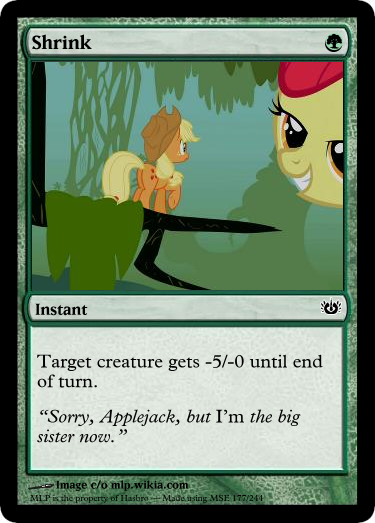 Shrink
Instant
Target creature gets -5/-0 until end
of turn.
“Sorry, Applejack, but I'm the big
sister now.”
Image c/o mlp.wikia.com
MLP is the property of Hasbro — Made using MSE 177/244